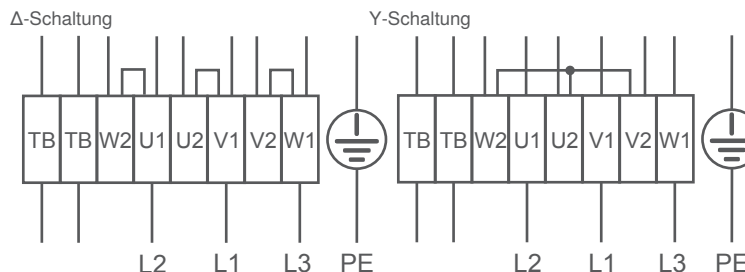 Δ-Schaltung
TB TB W2 U1 U2 V1 V2 W1
L2 L1 L3 PE
Y-Schaltung
TB TB W2 U1 U2 V1 V2 W1
L2 L1 L3 PE